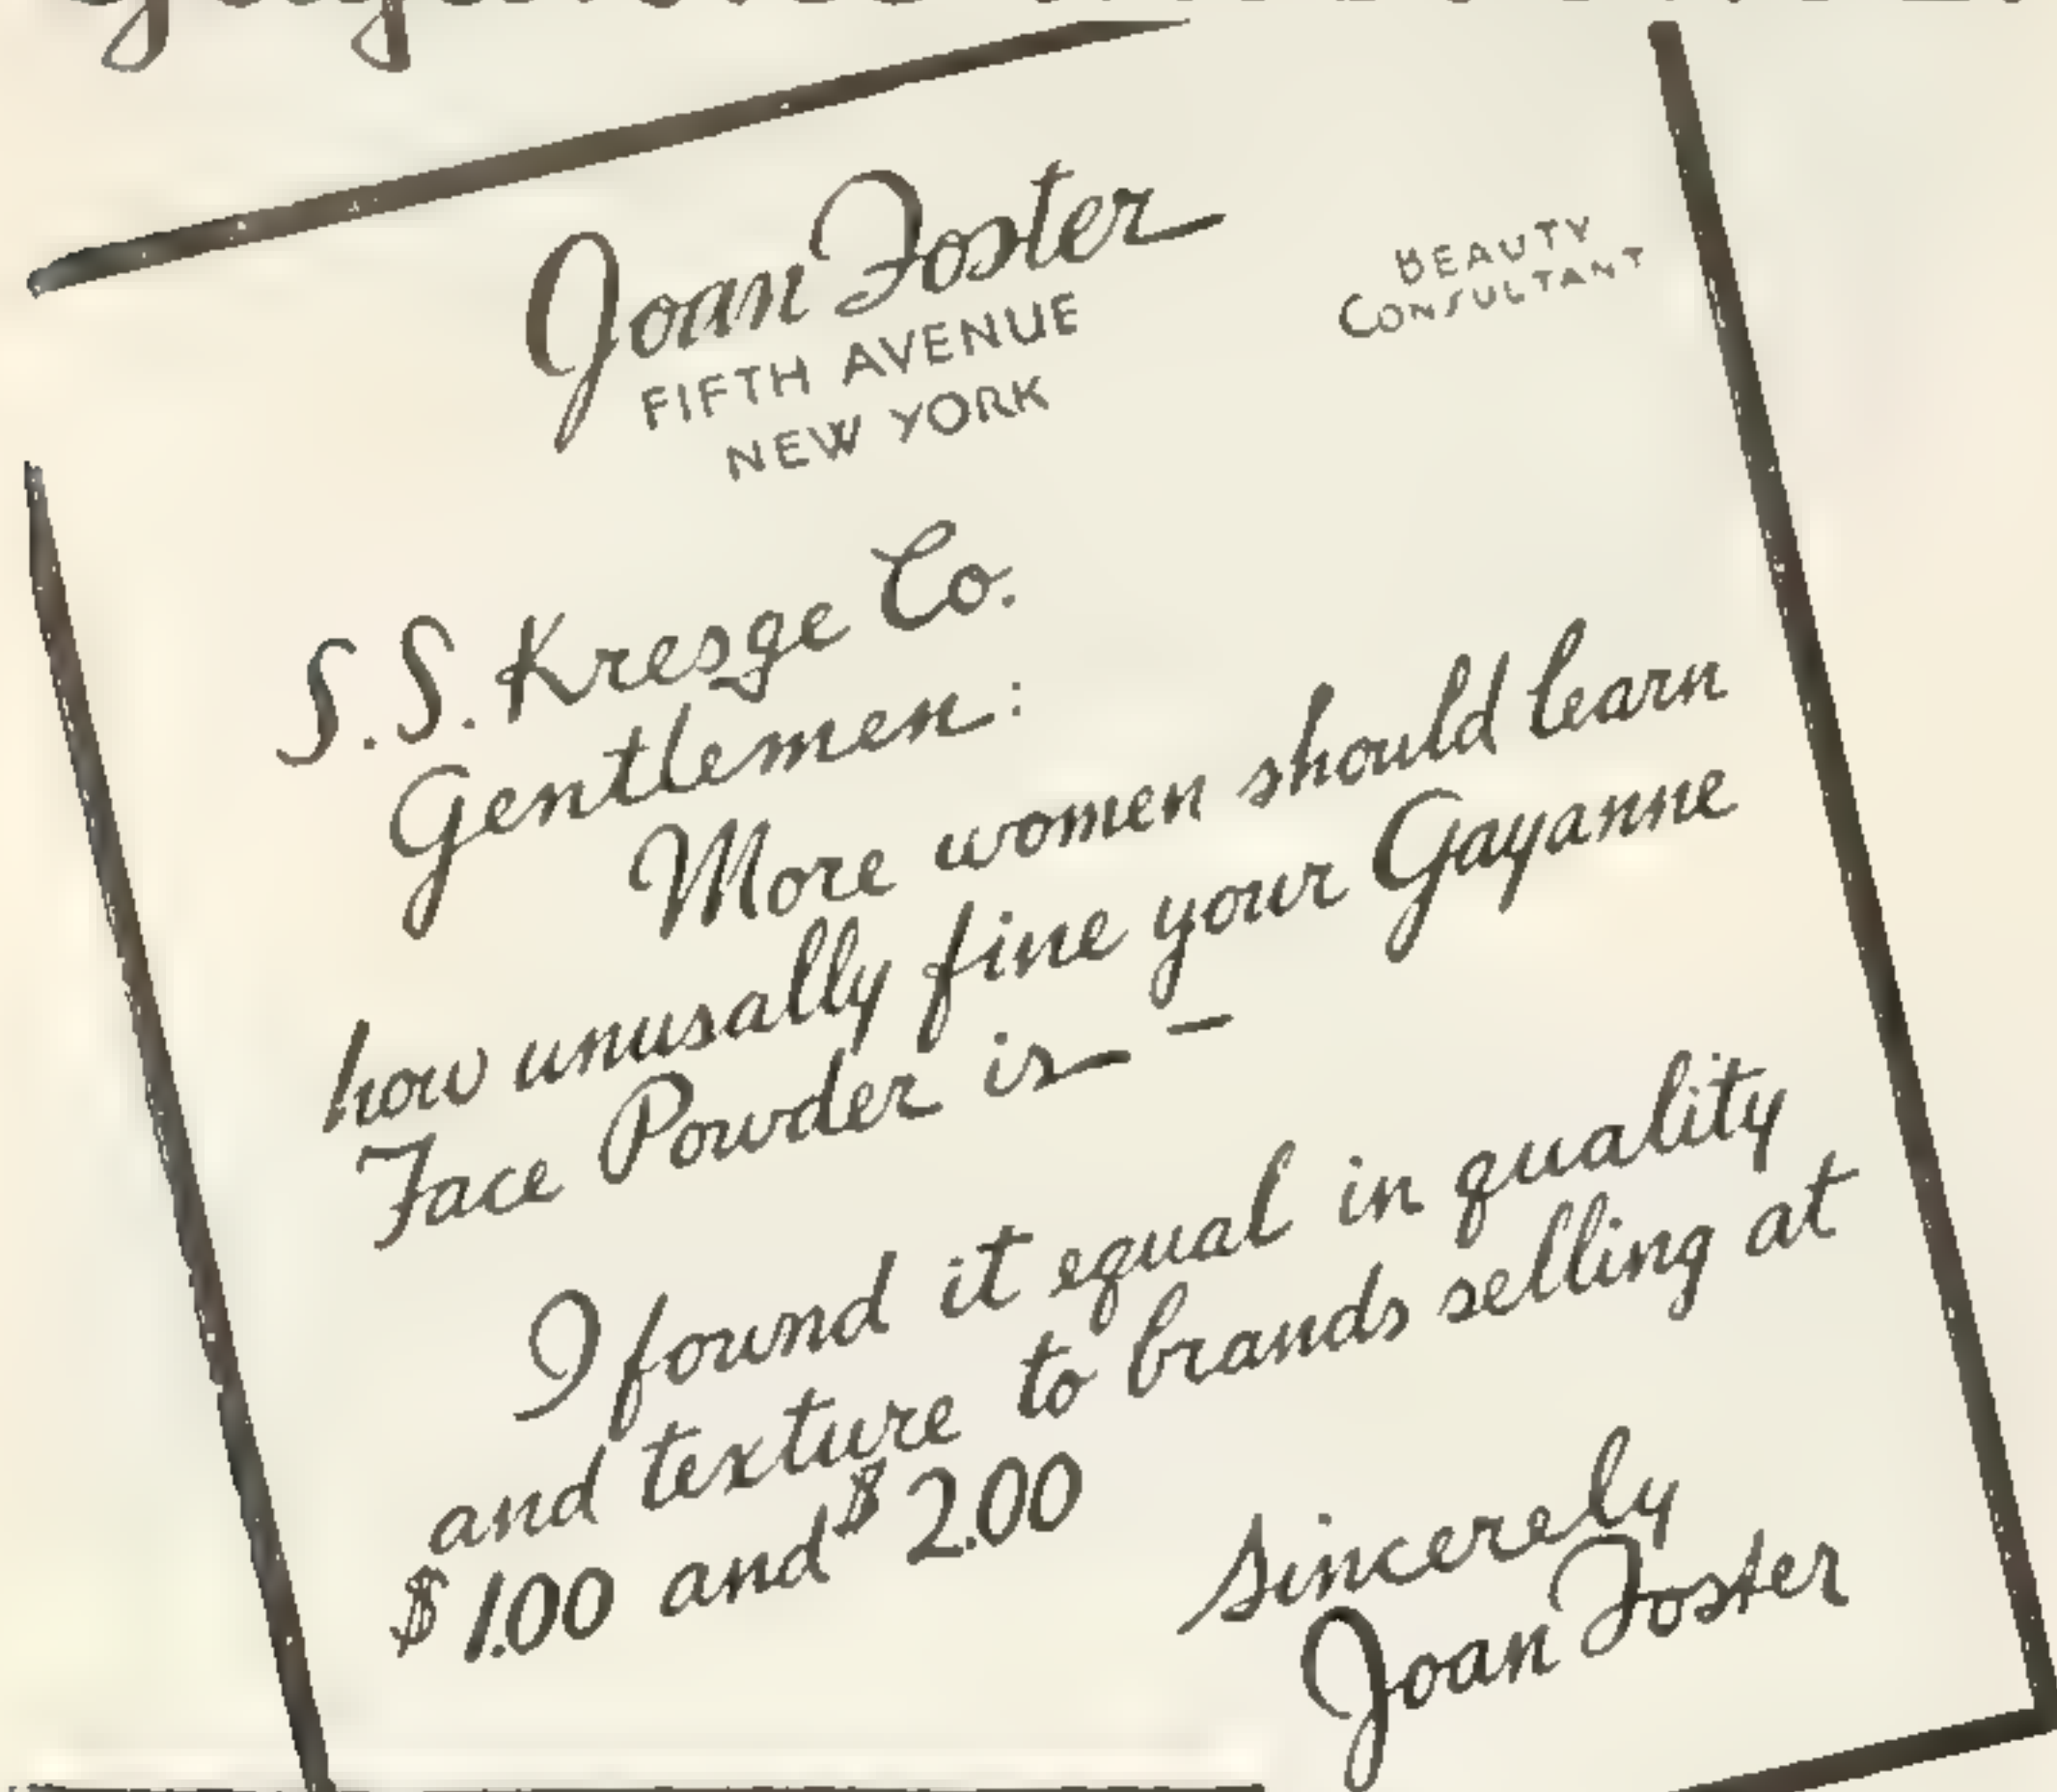 Joan Foster
FIFTH AVENUE
NEW YORK
BEAUTY
CONSULTANT
S.S. Kresge Co.
Gentlemen:
More women should learn
how unusally fine your Gayanne
Face Powder is —
I found it equal in quality
and texture to brands selling at
$1.00 and $2.00
Sincerely
Joan Foster